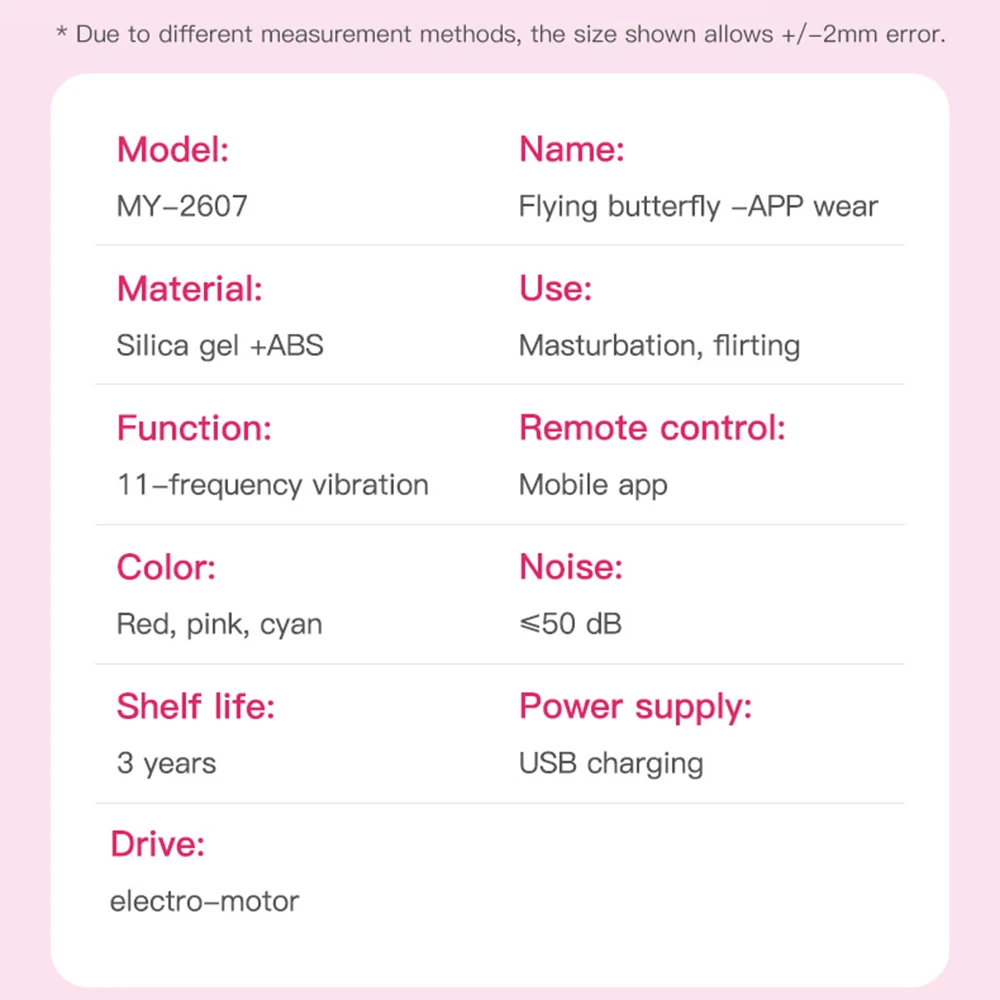 * Due to different measurement methods, the size shown allows +/-2mm error.
Model:
MY-2607
Name:
Flying butterfly -APP wear
Material:
Silica gel +ABS
Use:
Masturbation, flirting
Function:
11-frequency vibration
Remote control:
Mobile app
Color:
Red, pink, cyan
Noise:
≤50 dB
Shelf life:
3 years
Power supply:
USB charging
Drive:
electro-motor